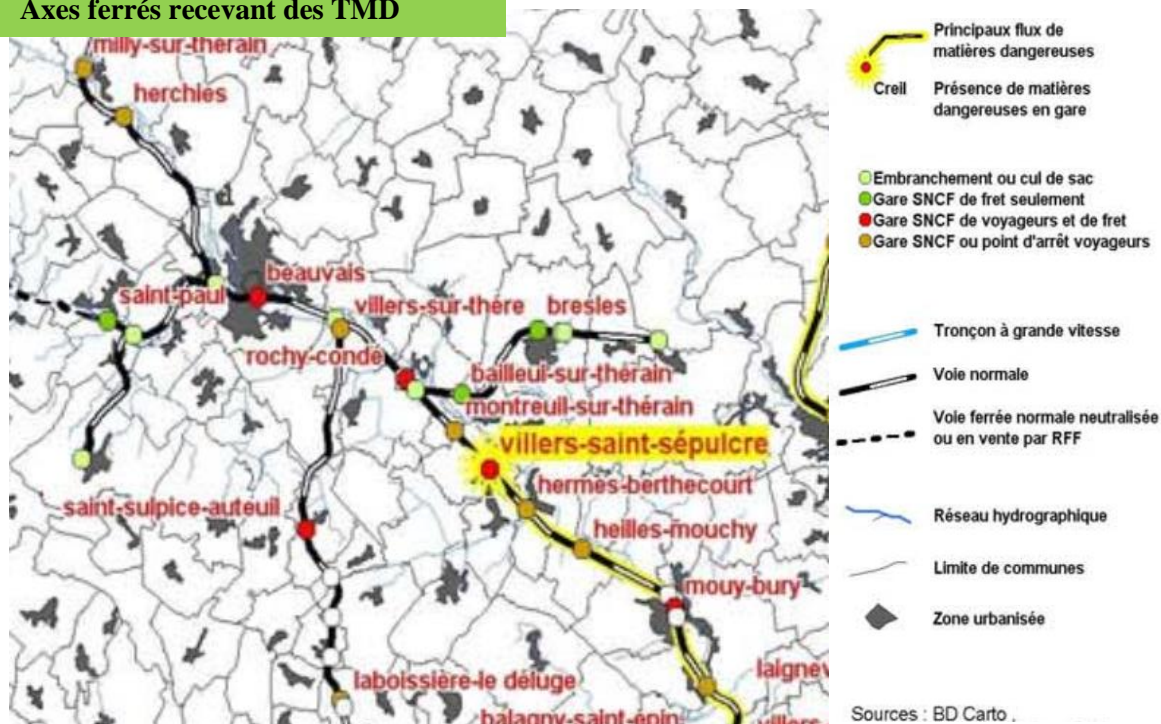 Axes ferrés recevant des TMD
milly-sur-thérain
herchies
beauvais
saint-paul
villers-sur-thère
bresles
rochy-condé
bailleul-sur-thérain
montreuil-sur-thérain
villers-saint-sépulcre
hermes-berthecourt
saint-sulpice-auteuil
heilles-mouchy
mouy-bury
laboissière-le déluge
balagny-saint-epin
Principaux flux de
matières dangereuses
Creil
Présence de matières
dangereuses en gare
Embranchement ou cul de sac
Gare SNCF de fret seulement
Gare SNCF de voyageurs et de fret
Gare SNCF ou point d'arrêt voyageurs
Tronçon à grande vitesse
Voie normale
Voie ferrée normale neutralisée
ou en vente par RFF
Réseau hydrographique
Limite de communes
Zone urbanisée
Sources : BD Carto